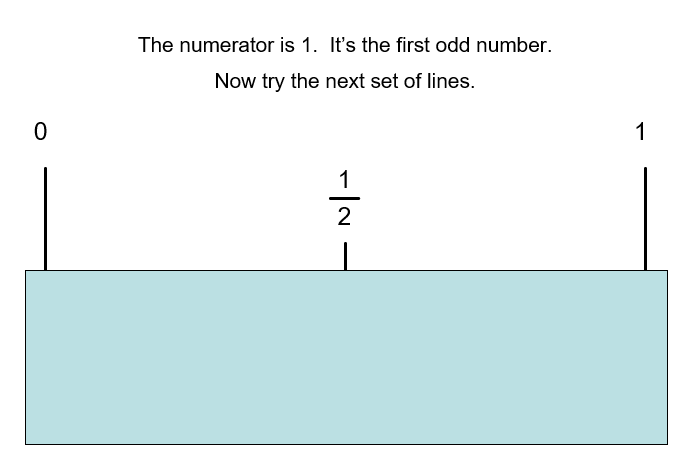 The numerator is 1.  It's the first odd number.
Now try the next set of lines.
0
1
1
2